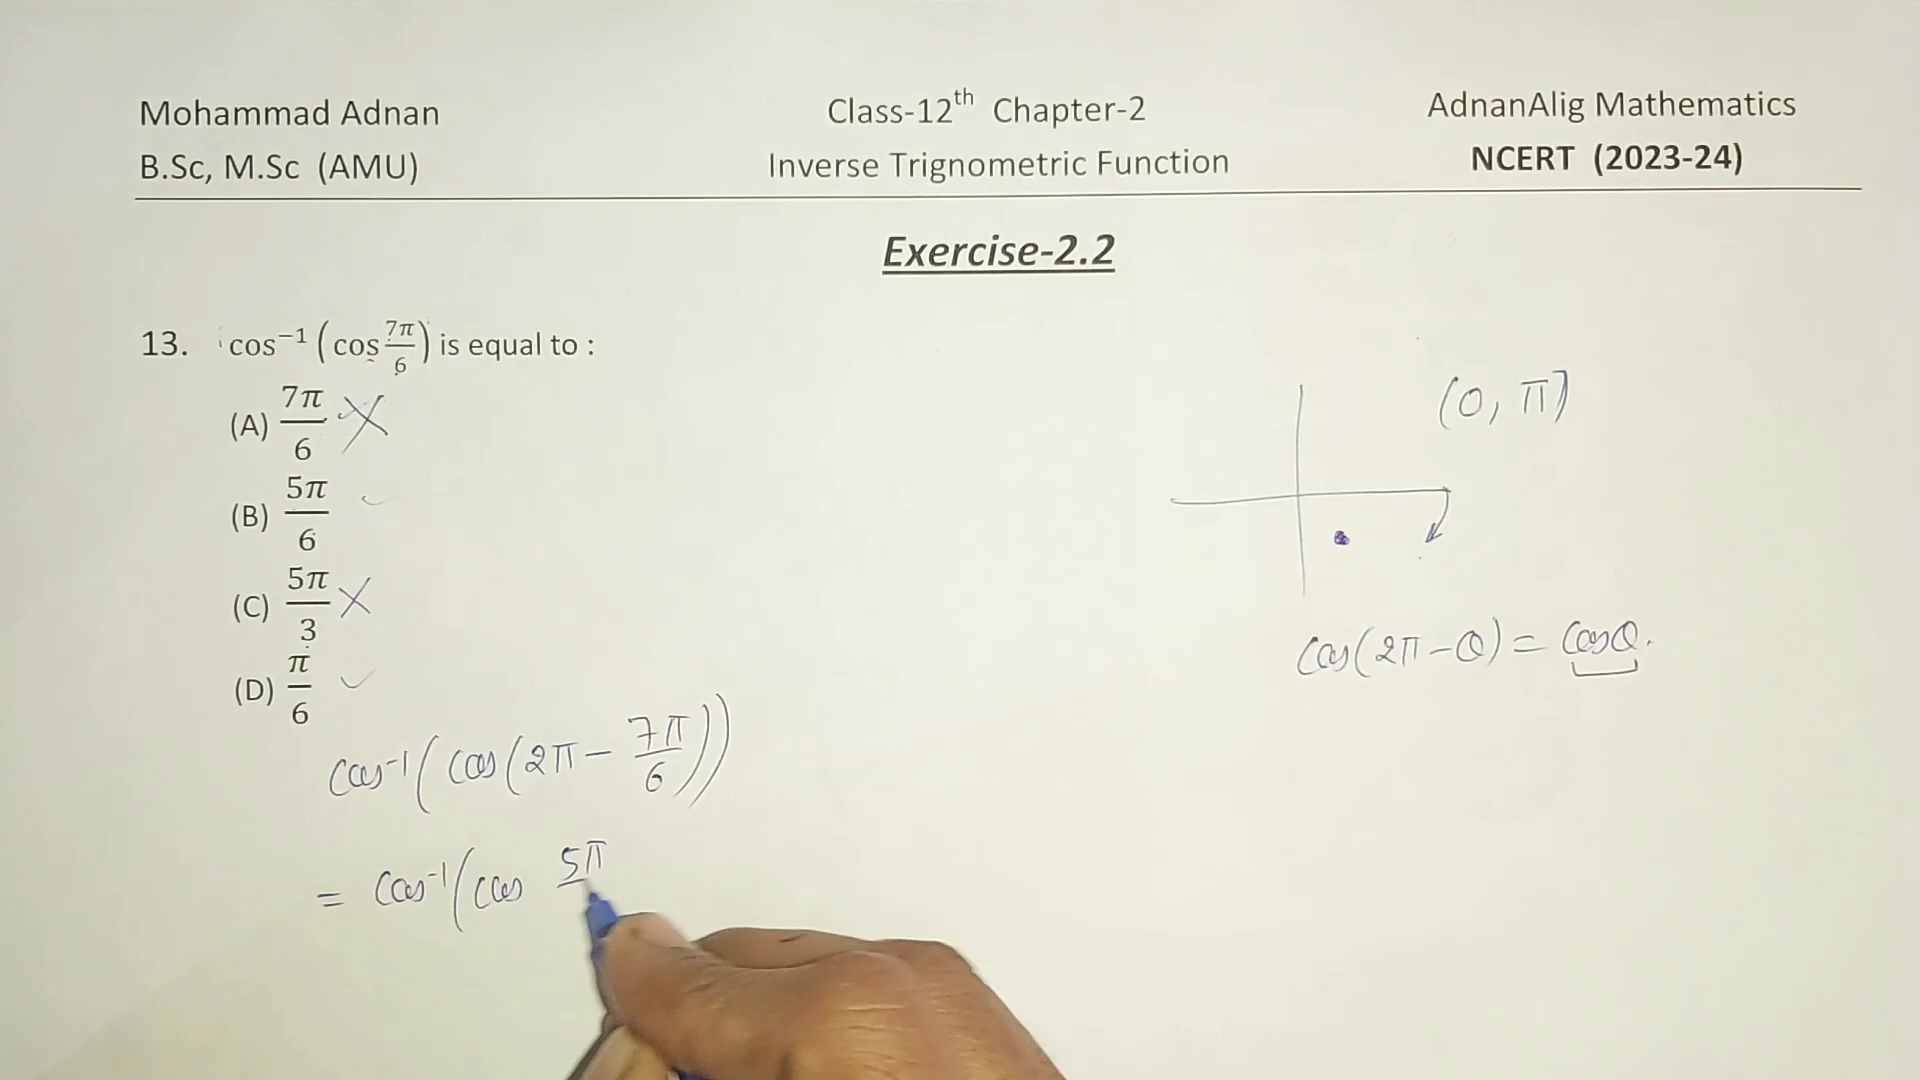 Mohammad Adnan
B.Sc, M.Sc (AMU)
Class-12th Chapter-2
Inverse Trignometric Function
AdnanAlig Mathematics
NCERT (2023-24)
Exercise-2.2
13. cos⁻¹(cos 7π/6) is equal to :
(A) 7π/6
(B) 5π/6
(C) 5π/3
(D) π/6
(0, π)
Cos(2π-θ) = Cosθ.
Cos⁻¹(Cos(2π - 7π/6))
= Cos⁻¹(Cos 5π